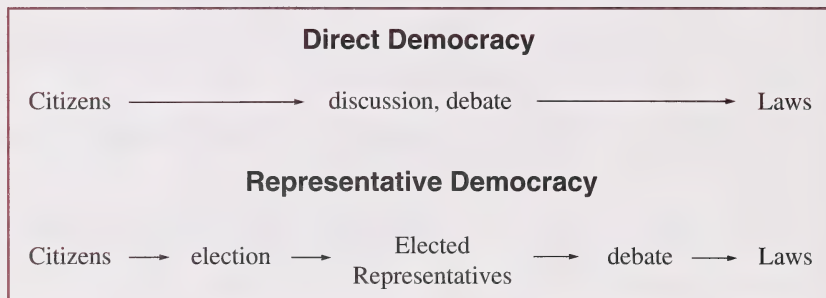 Direct Democracy
Citizens discussion, debate Laws
Representative Democracy
Citizens election Elected Representatives debate Laws